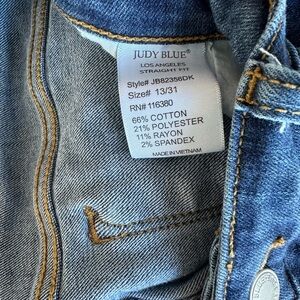 JUDY BLUE
LOS ANGELES
STRAIGHT FIT
Style# JB82356DK
Size# 13/31
RN# 116380
66% COTTON
21% POLYESTER
11% RAYON
2% SPANDEX
MADE IN VIETNAM